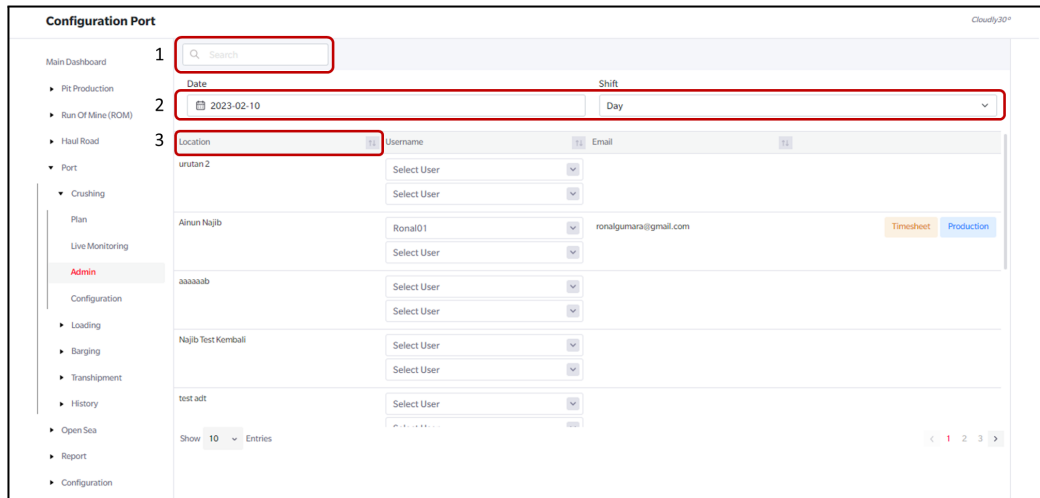 Configuration Port
Cloudly30°
Main Dashboard
Pit Production
Run Of Mine (ROM)
Haul Road
Port
Crushing
Plan
Live Monitoring
Admin
Configuration
Loading
Barging
Transhipment
History
Open Sea
Report
Configuration
1
Search
Date
Shift
2
2023-02-10
Day
3
Location
Username
Email
urutan 2
Select User
Select User
Ainun Najib
Ronal01
ronalgumara@gmail.com
Timesheet
Production
Select User
aaaaaab
Select User
Select User
Najib Test Kembali
Select User
Select User
test adt
Select User
Show 10 Entries
< 1 2 3 >